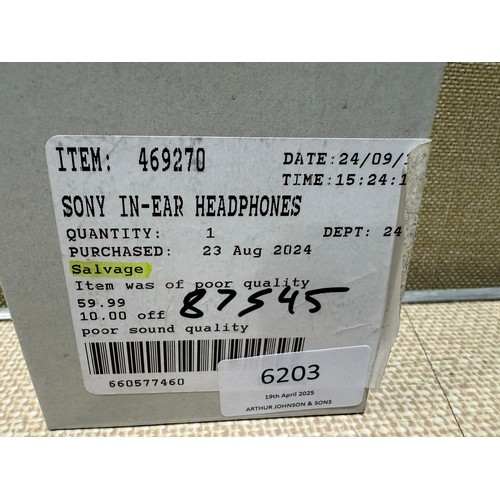 ITEM: 469270 DATE:24/09/1
TIME:15:24:1
SONY IN-EAR HEADPHONES
QUANTITY: 1 DEPT: 24
PURCHASED: 23 Aug 2024
Salvage
Item was of poor quality
59.99
87545
10.00 off
poor sound quality
660577460
6203
19th April 2025
ARTHUR JOHNSON & SONS